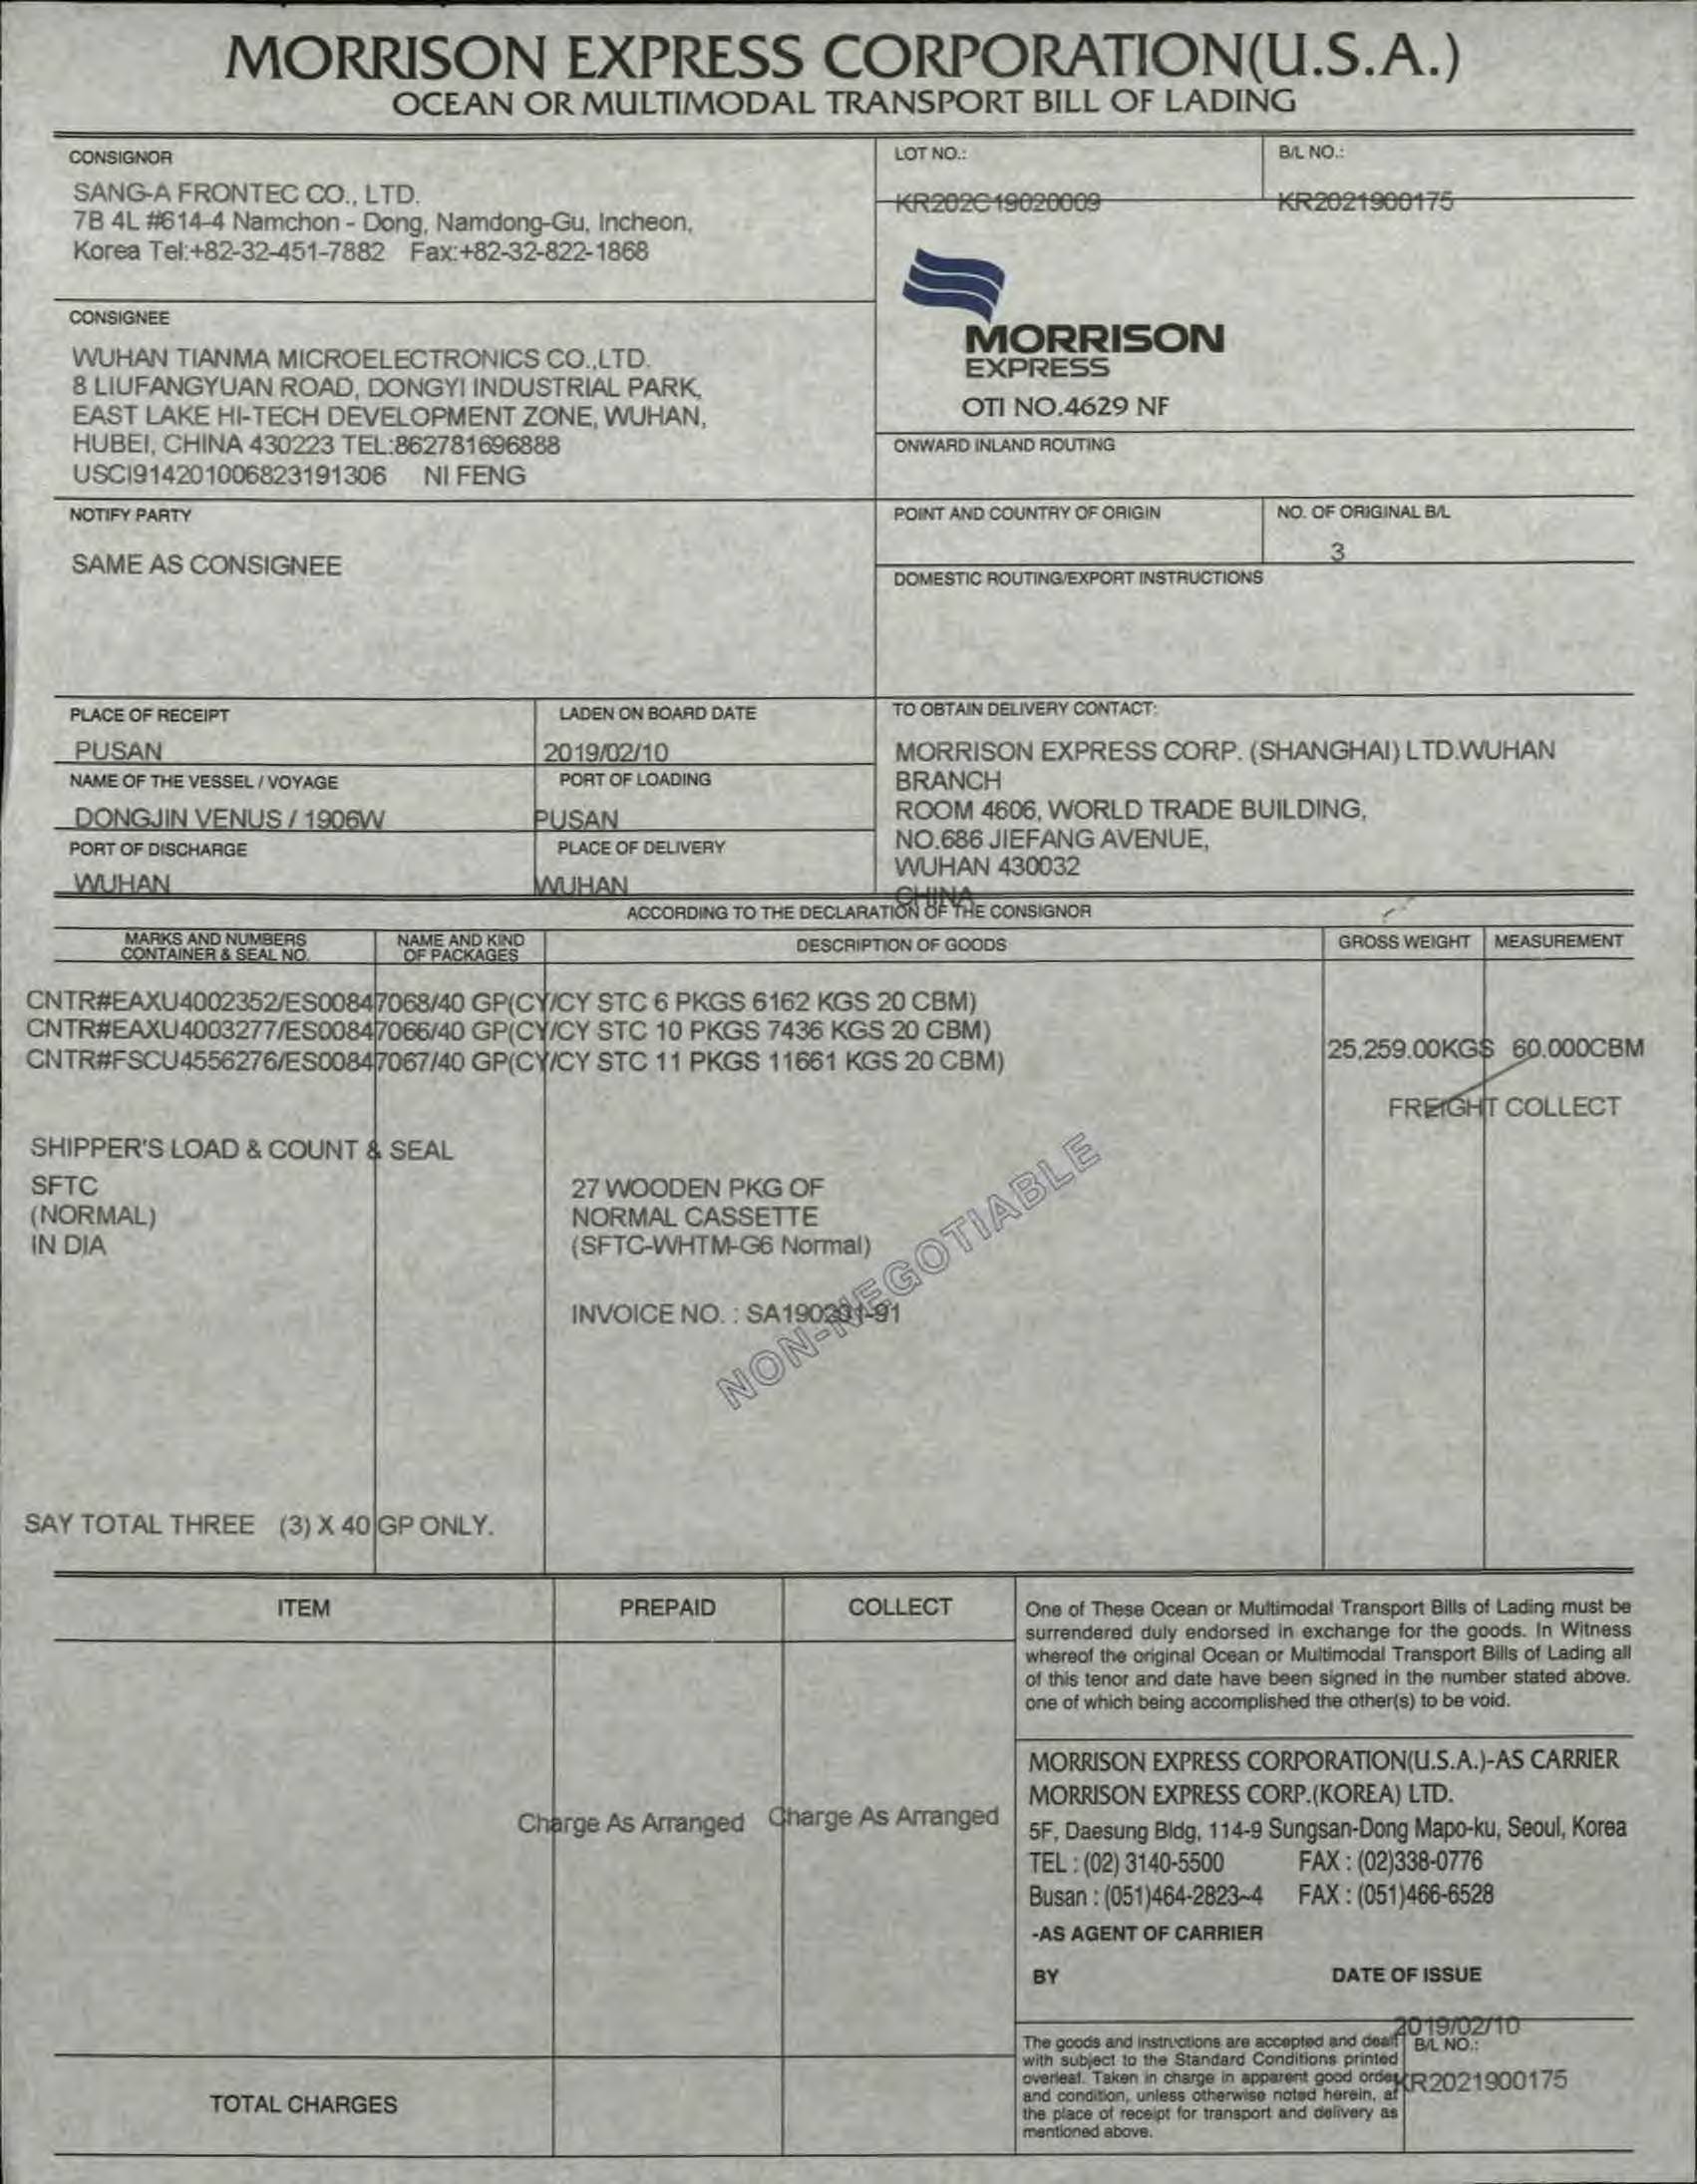 MORRISON EXPRESS CORPORATION(U.S.A.)
OCEAN OR MULTIMODAL TRANSPORT BILL OF LADING
CONSIGNOR
SANG-A FRONTEC CO., LTD.
7B 4L #614-4 Namchon - Dong, Namdong-Gu, Incheon,
Korea Tel:+82-32-451-7882 Fax:+82-32-822-1868
LOT NO.:
KR202C19020009
B/L NO.:
KR2021900175
MORRISON
EXPRESS
OTI NO.4629 NF
CONSIGNEE
WUHAN TIANMA MICROELECTRONICS CO.,LTD.
8 LIUFANGYUAN ROAD, DONGYI INDUSTRIAL PARK,
EAST LAKE HI-TECH DEVELOPMENT ZONE, WUHAN,
HUBEI, CHINA 430223 TEL:862781696888
USCI9142010068231​91306 NI FENG
ONWARD INLAND ROUTING
NOTIFY PARTY
SAME AS CONSIGNEE
POINT AND COUNTRY OF ORIGIN
NO. OF ORIGINAL B/L
3
DOMESTIC ROUTING/EXPORT INSTRUCTIONS
PLACE OF RECEIPT
PUSAN
LADEN ON BOARD DATE
2019/02/10
NAME OF THE VESSEL / VOYAGE
DONGJIN VENUS / 1906W
PORT OF LOADING
PUSAN
PORT OF DISCHARGE
WUHAN
PLACE OF DELIVERY
WUHAN
TO OBTAIN DELIVERY CONTACT:
MORRISON EXPRESS CORP. (SHANGHAI) LTD.WUHAN
BRANCH
ROOM 4606, WORLD TRADE BUILDING,
NO.686 JIEFANG AVENUE,
WUHAN 430032
CHINA
ACCORDING TO THE DECLARATION OF THE CONSIGNOR
MARKS AND NUMBERS
CONTAINER & SEAL NO.
NAME AND KIND
OF PACKAGES
DESCRIPTION OF GOODS
GROSS WEIGHT
MEASUREMENT
CNTR#EAXU4002352/ES00847068/40 GP(CY/CY STC 6 PKGS 6162 KGS 20 CBM)
CNTR#EAXU4003277/ES00847066/40 GP(CY/CY STC 10 PKGS 7436 KGS 20 CBM)
CNTR#FSCU4556276/ES00847067/40 GP(CY/CY STC 11 PKGS 11661 KGS 20 CBM)
25,259.00KGS 60.000CBM
FREIGHT COLLECT
SHIPPER'S LOAD & COUNT & SEAL
SFTC
(NORMAL)
IN DIA
27 WOODEN PKG OF
NORMAL CASSETTE
(SFTC-WHTM-G6 Normal)
INVOICE NO. : SA190201-91
NON-NEGOTIABLE
SAY TOTAL THREE (3) X 40 GP ONLY.
ITEM
PREPAID
COLLECT
Charge As Arranged
Charge As Arranged
TOTAL CHARGES
One of These Ocean or Multimodal Transport Bills of Lading must be
surrendered duly endorsed in exchange for the goods. In Witness
whereof the original Ocean or Multimodal Transport Bills of Lading all
of this tenor and date have been signed in the number stated above.
one of which being accomplished the other(s) to be void.
MORRISON EXPRESS CORPORATION(U.S.A.)-AS CARRIER
MORRISON EXPRESS CORP.(KOREA) LTD.
5F, Daesung Bldg, 114-9 Sungsan-Dong Mapo-ku, Seoul, Korea
TEL : (02) 3140-5500 FAX : (02)338-0776
Busan : (051)464-2823~4 FAX : (051)466-6528
-AS AGENT OF CARRIER
BY
DATE OF ISSUE
2019/02/10
The goods and instructions are accepted and dealt
with subject to the Standard Conditions printed
overleaf. Taken in charge in apparent good order
and condition, unless otherwise noted herein, at
the place of receipt for transport and delivery as
mentioned above.
B/L NO.:
KR2021900175